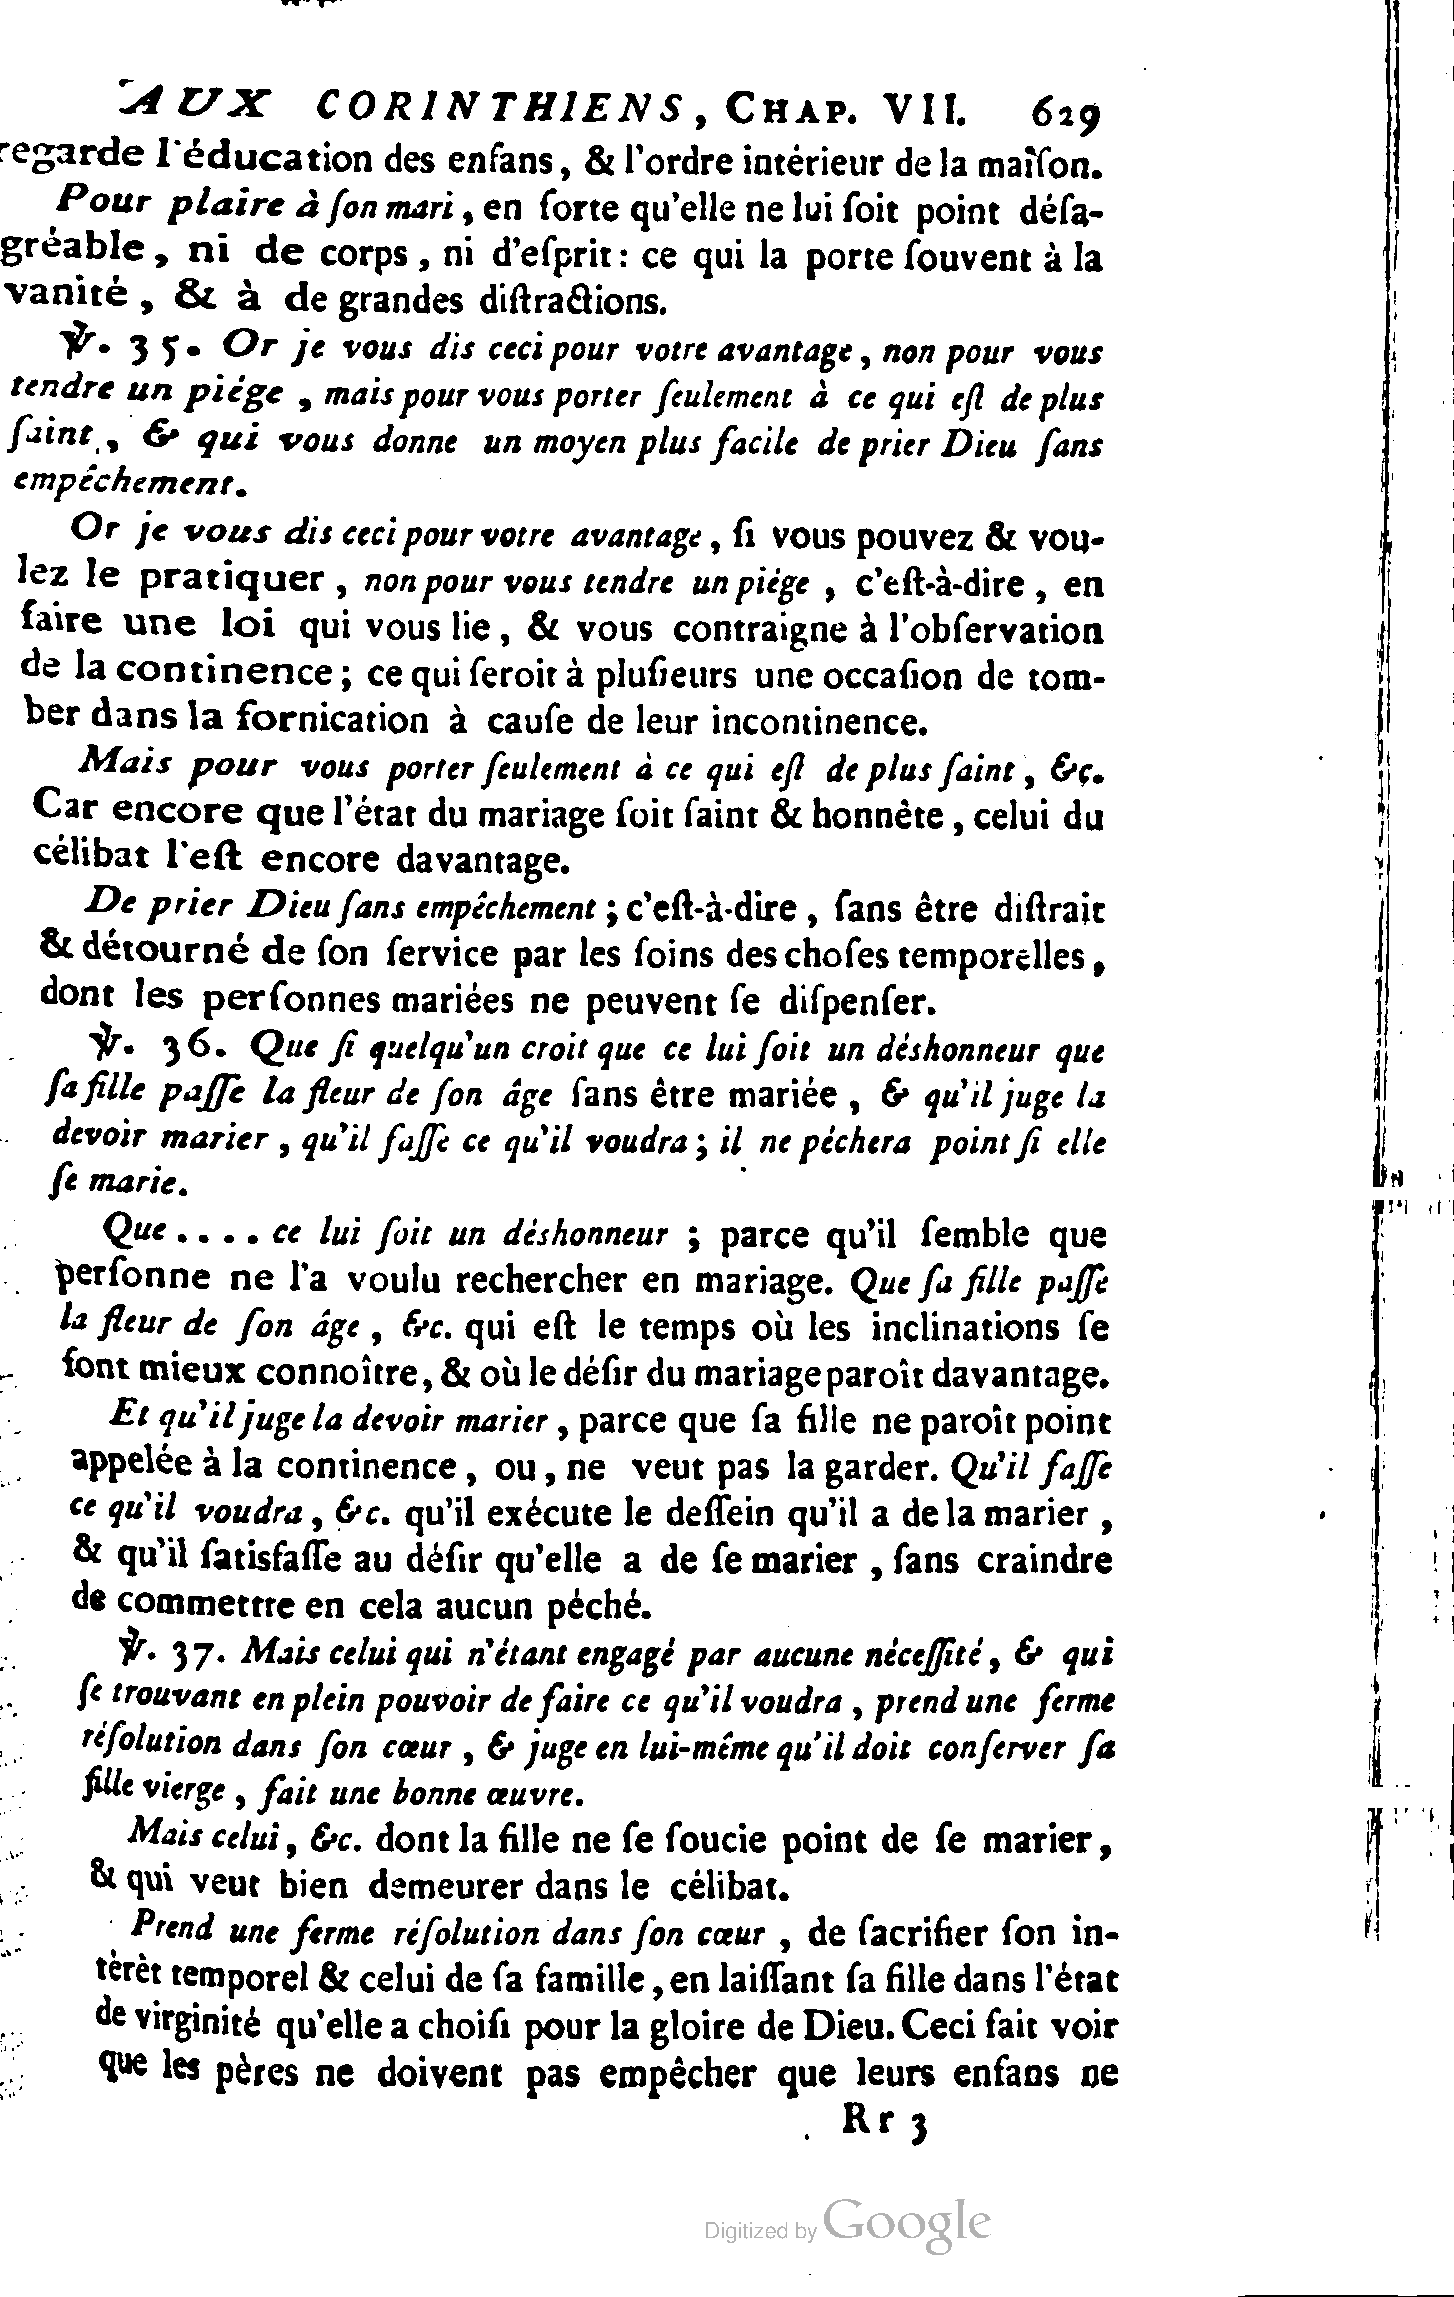 AUX CORINTHIENS, CHAP. VII. 629
regarde l'éducation des enfans, & l'ordre intérieur de la maîſon.
Pour plaire à ſon mari, en ſorte qu'elle ne lui ſoit point déſa-
gréable, ni de corps, ni d'eſprit: ce qui la porte ſouvent à la
vanité, & à de grandes diſtractions.
℣. 35. Or je vous dis ceci pour votre avantage, non pour vous
tendre un piége, mais pour vous porter ſeulement à ce qui eſt de plus
ſaint, & qui vous donne un moyen plus facile de prier Dieu ſans
empêchement.
Or je vous dis ceci pour votre avantage, ſi vous pouvez & vou-
lez le pratiquer, non pour vous tendre un piége, c'eſt-à-dire, en
faire une loi qui vous lie, & vous contraigne à l'obſervation
de la continence; ce qui ſeroit à pluſieurs une occaſion de tom-
ber dans la fornication à cauſe de leur incontinence.
Mais pour vous porter ſeulement à ce qui eſt de plus ſaint, &c.
Car encore que l'état du mariage ſoit ſaint & honnête, celui du
célibat l'eſt encore davantage.
De prier Dieu ſans empêchement; c'eſt-à-dire, ſans être diſtrait
& détourné de ſon ſervice par les ſoins des choſes temporelles,
dont les perſonnes mariées ne peuvent ſe diſpenſer.
℣. 36. Que ſi quelqu'un croit que ce lui ſoit un déshonneur que
ſa fille paſſe la fleur de ſon âge ſans être mariée, & qu'il juge la
devoir marier, qu'il faſſe ce qu'il voudra; il ne péchera point ſi elle
ſe marie.
Que.... ce lui ſoit un déshonneur; parce qu'il ſemble que
perſonne ne l'a voulu rechercher en mariage. Que ſa fille paſſe
la fleur de ſon âge, &c. qui eſt le temps où les inclinations ſe
font mieux connoître, & où le déſir du mariage paroît davantage.
Et qu'il juge la devoir marier, parce que ſa fille ne paroît point
appelée à la continence, ou, ne veut pas la garder. Qu'il faſſe
ce qu'il voudra, &c. qu'il exécute le deſſein qu'il a de la marier,
& qu'il ſatisfaſſe au déſir qu'elle a de ſe marier, ſans craindre
de commettre en cela aucun péché.
℣. 37. Mais celui qui n'étant engagé par aucune néceſſité, & qui
ſe trouvant en plein pouvoir de faire ce qu'il voudra, prend une ferme
réſolution dans ſon cœur, & juge en lui-même qu'il doit conſerver ſa
fille vierge, fait une bonne œuvre.
Mais celui, &c. dont la fille ne ſe ſoucie point de ſe marier,
& qui veut bien demeurer dans le célibat.
Prend une ferme réſolution dans ſon cœur, de ſacrifier ſon in-
térêt temporel & celui de ſa famille, en laiſſant ſa fille dans l'état
de virginité qu'elle a choiſi pour la gloire de Dieu. Ceci fait voir
que les pères ne doivent pas empêcher que leurs enfans ne
Rr 3
Digitized by Google